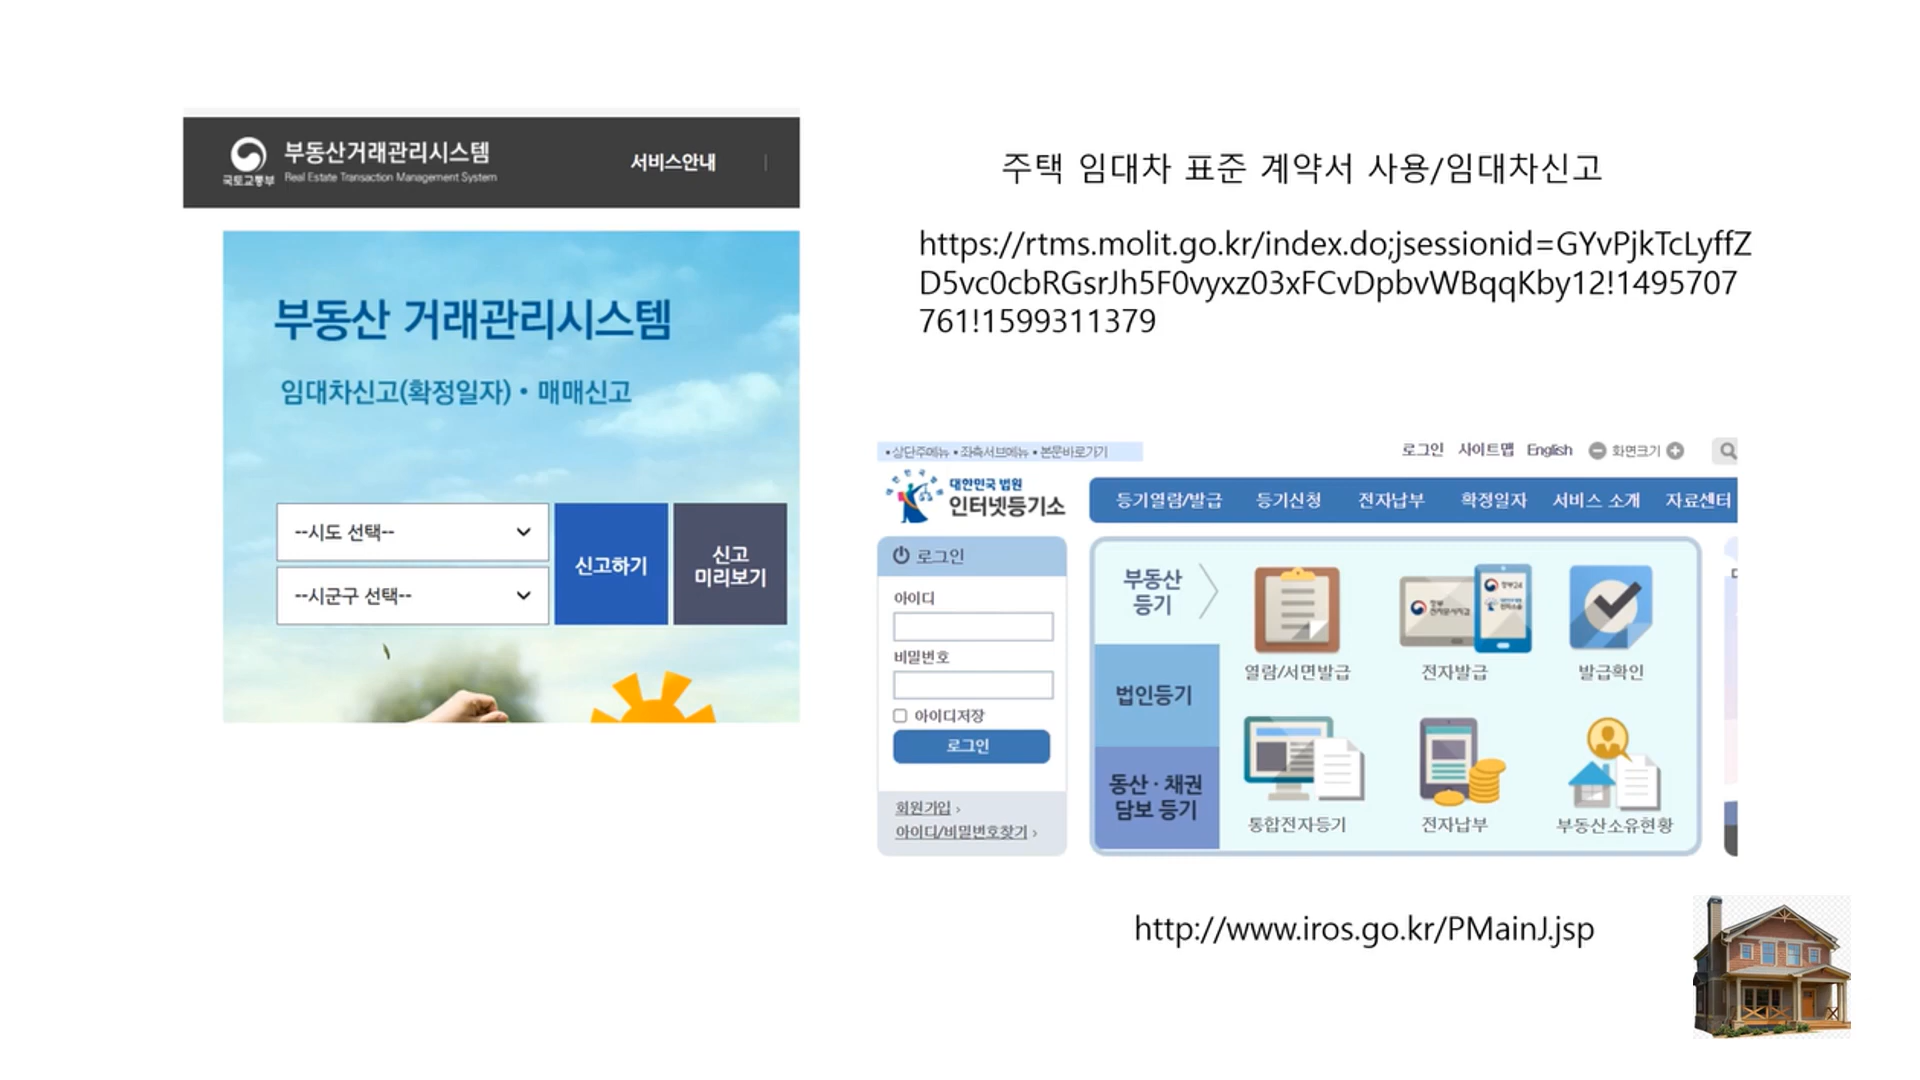 부동산거래관리시스템
국토교통부
Real Estate Transaction Management System
서비스안내
부동산 거래관리시스템
임대차신고(확정일자)·매매신고
--시도 선택--
--시군구 선택--
신고하기
신고
미리보기
주택 임대차 표준 계약서 사용/임대차신고
https://rtms.molit.go.kr/index.do;jsessionid=GYvPjkTcLyffZ
D5vc0cbRGsrJh5F0vyxz03xFCvDpbvWBqqKby12!1495707
761!1599311379
•상단주메뉴 •좌측서브메뉴 •본문바로가기
로그인 사이트맵 English 화면크기
대한민국 법원
인터넷등기소
등기열람/발급 등기신청 전자납부 확정일자 서비스 소개 자료센터
로그인
아이디
비밀번호
아이디저장
로그인
회원가입 ›
아이디/비밀번호찾기 ›
부동산
등기
법인등기
동산·채권
담보 등기
열람/서면발급
전자발급
발급확인
통합전자등기
전자납부
부동산소유현황
http://www.iros.go.kr/PMainJ.jsp